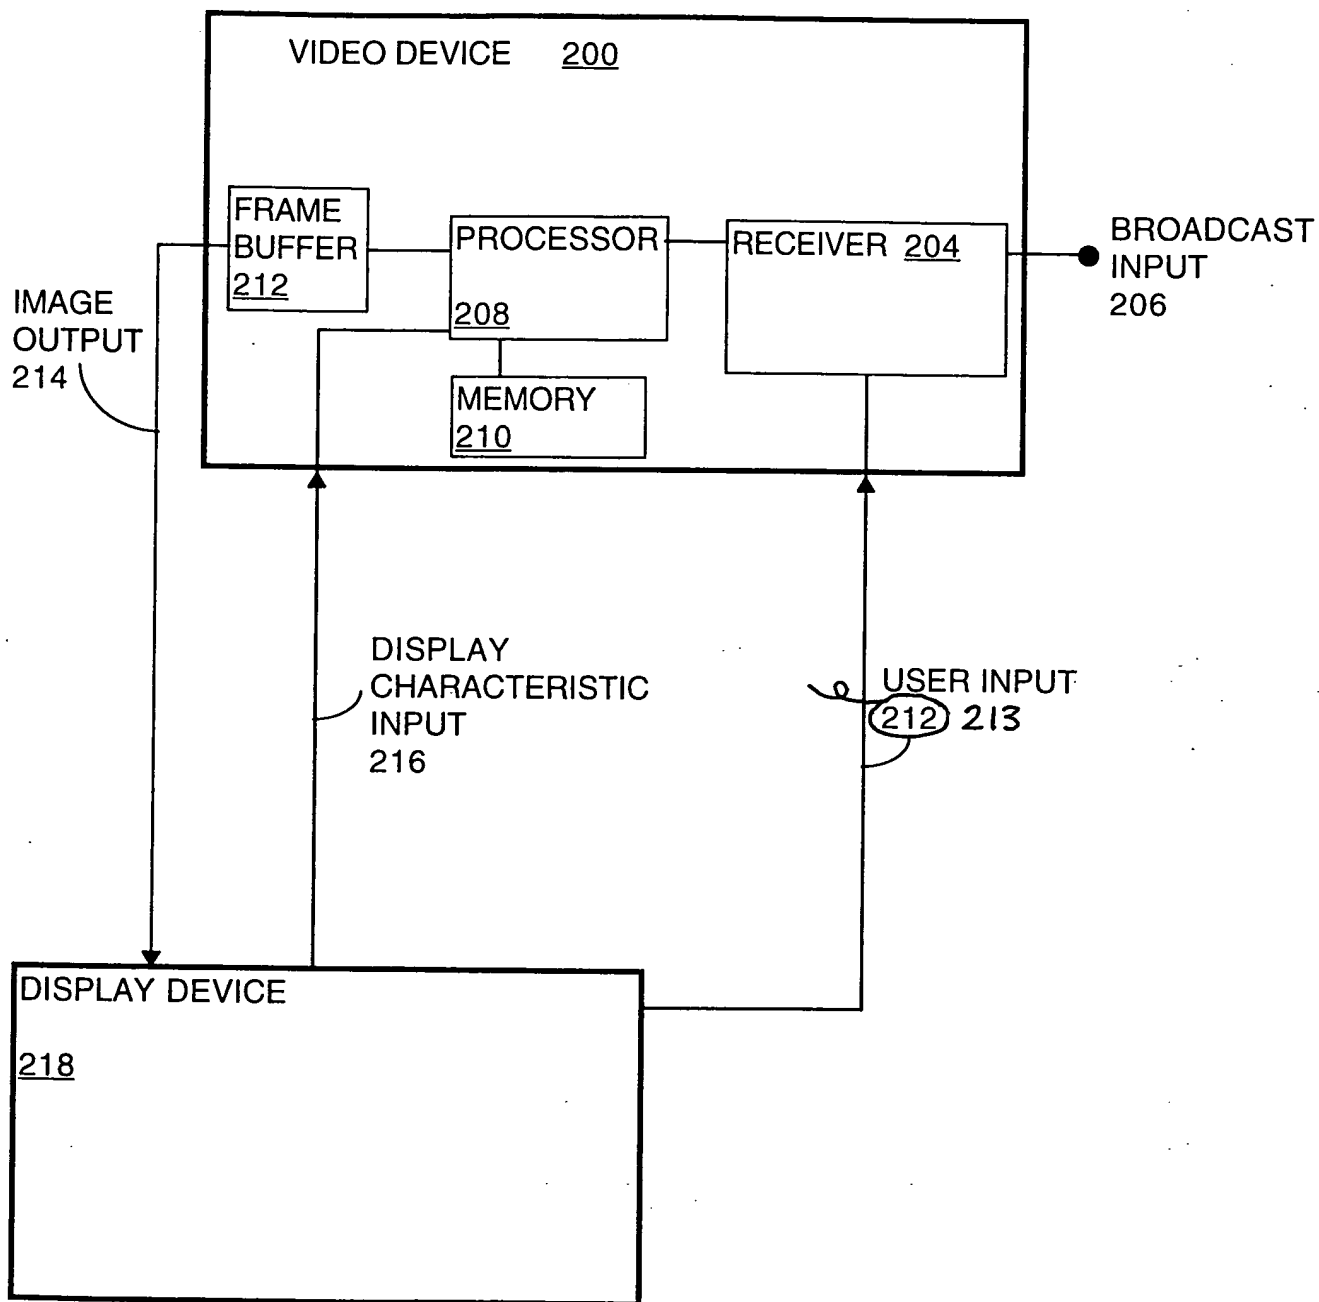 VIDEO DEVICE 200
FRAME
BUFFER
212
PROCESSOR
208
RECEIVER 204
MEMORY
210
BROADCAST
INPUT
206
IMAGE
OUTPUT
214
DISPLAY
CHARACTERISTIC
INPUT
216
USER INPUT
212 213
DISPLAY DEVICE
218